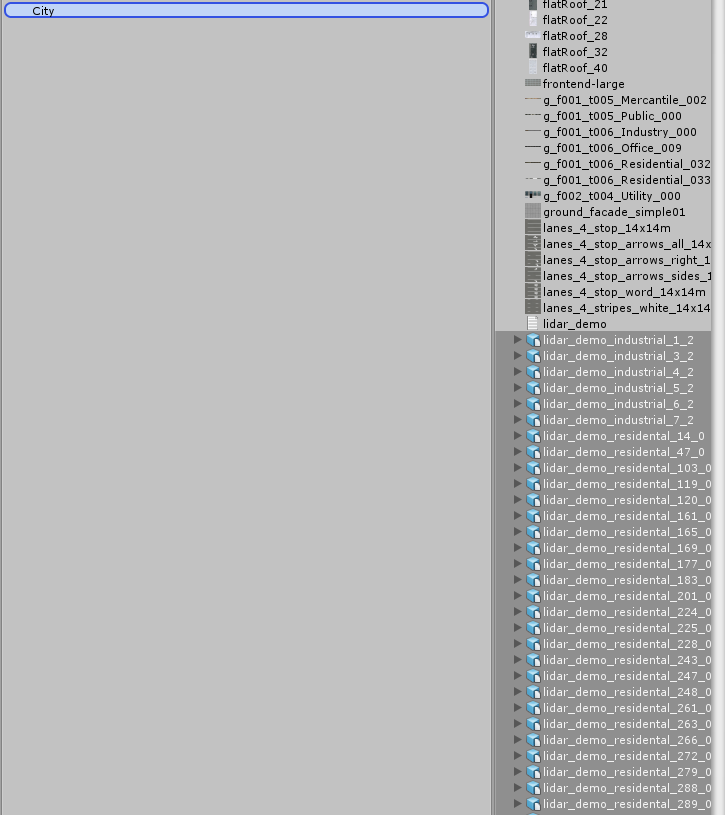 City
flatRoof_21
flatRoof_22
flatRoof_28
flatRoof_32
flatRoof_40
frontend-large
g_f001_t005_Mercantile_002
g_f001_t005_Public_000
g_f001_t006_Industry_000
g_f001_t006_Office_009
g_f001_t006_Residential_032
g_f001_t006_Residential_033
g_f002_t004_Utility_000
ground_facade_simple01
lanes_4_stop_14x14m
lanes_4_stop_arrows_all_14x
lanes_4_stop_arrows_right_1
lanes_4_stop_arrows_sides_1
lanes_4_stop_word_14x14m
lanes_4_stripes_white_14x14
lidar_demo
lidar_demo_industrial_1_2
lidar_demo_industrial_3_2
lidar_demo_industrial_4_2
lidar_demo_industrial_5_2
lidar_demo_industrial_6_2
lidar_demo_industrial_7_2
lidar_demo_residental_14_0
lidar_demo_residental_47_0
lidar_demo_residental_103_0
lidar_demo_residental_119_0
lidar_demo_residental_120_0
lidar_demo_residental_161_0
lidar_demo_residental_165_0
lidar_demo_residental_169_0
lidar_demo_residental_177_0
lidar_demo_residental_183_0
lidar_demo_residental_201_0
lidar_demo_residental_224_0
lidar_demo_residental_225_0
lidar_demo_residental_228_0
lidar_demo_residental_243_0
lidar_demo_residental_247_0
lidar_demo_residental_248_0
lidar_demo_residental_261_0
lidar_demo_residental_263_0
lidar_demo_residental_266_0
lidar_demo_residental_272_0
lidar_demo_residental_279_0
lidar_demo_residental_288_0
lidar_demo_residental_289_0